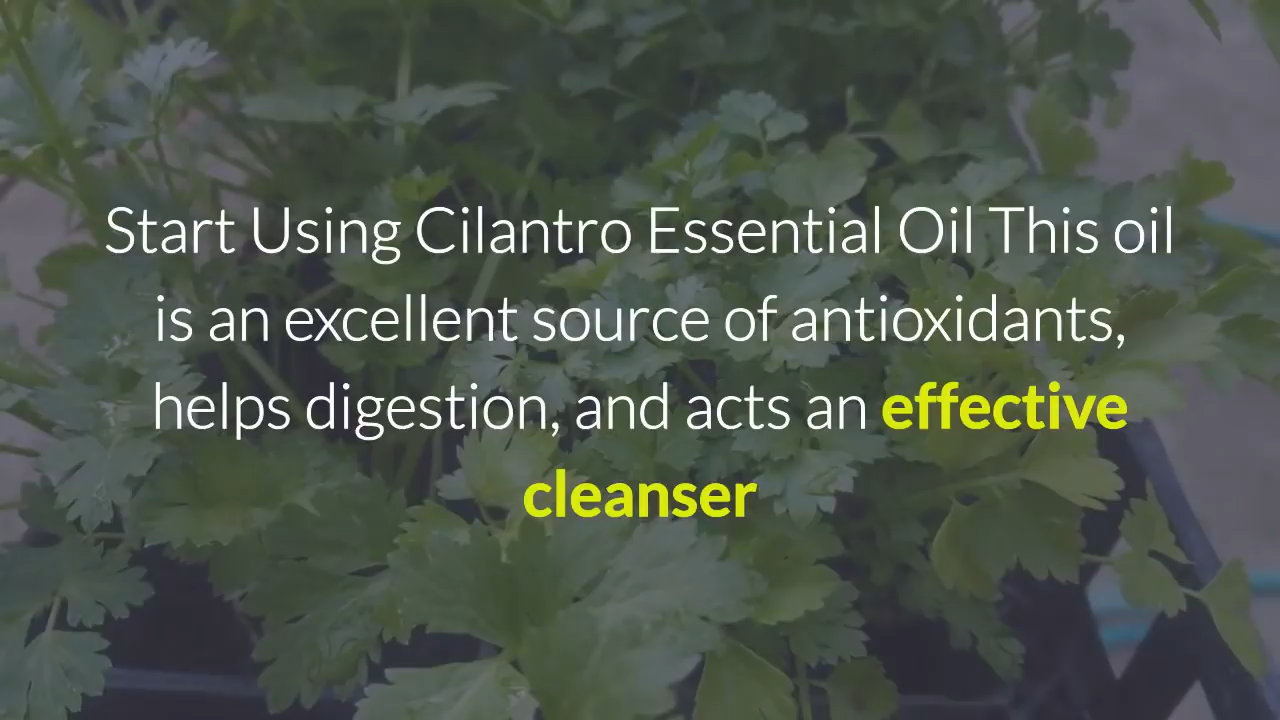 Start Using Cilantro Essential Oil This oil
is an excellent source of antioxidants,
helps digestion, and acts an effective
cleanser